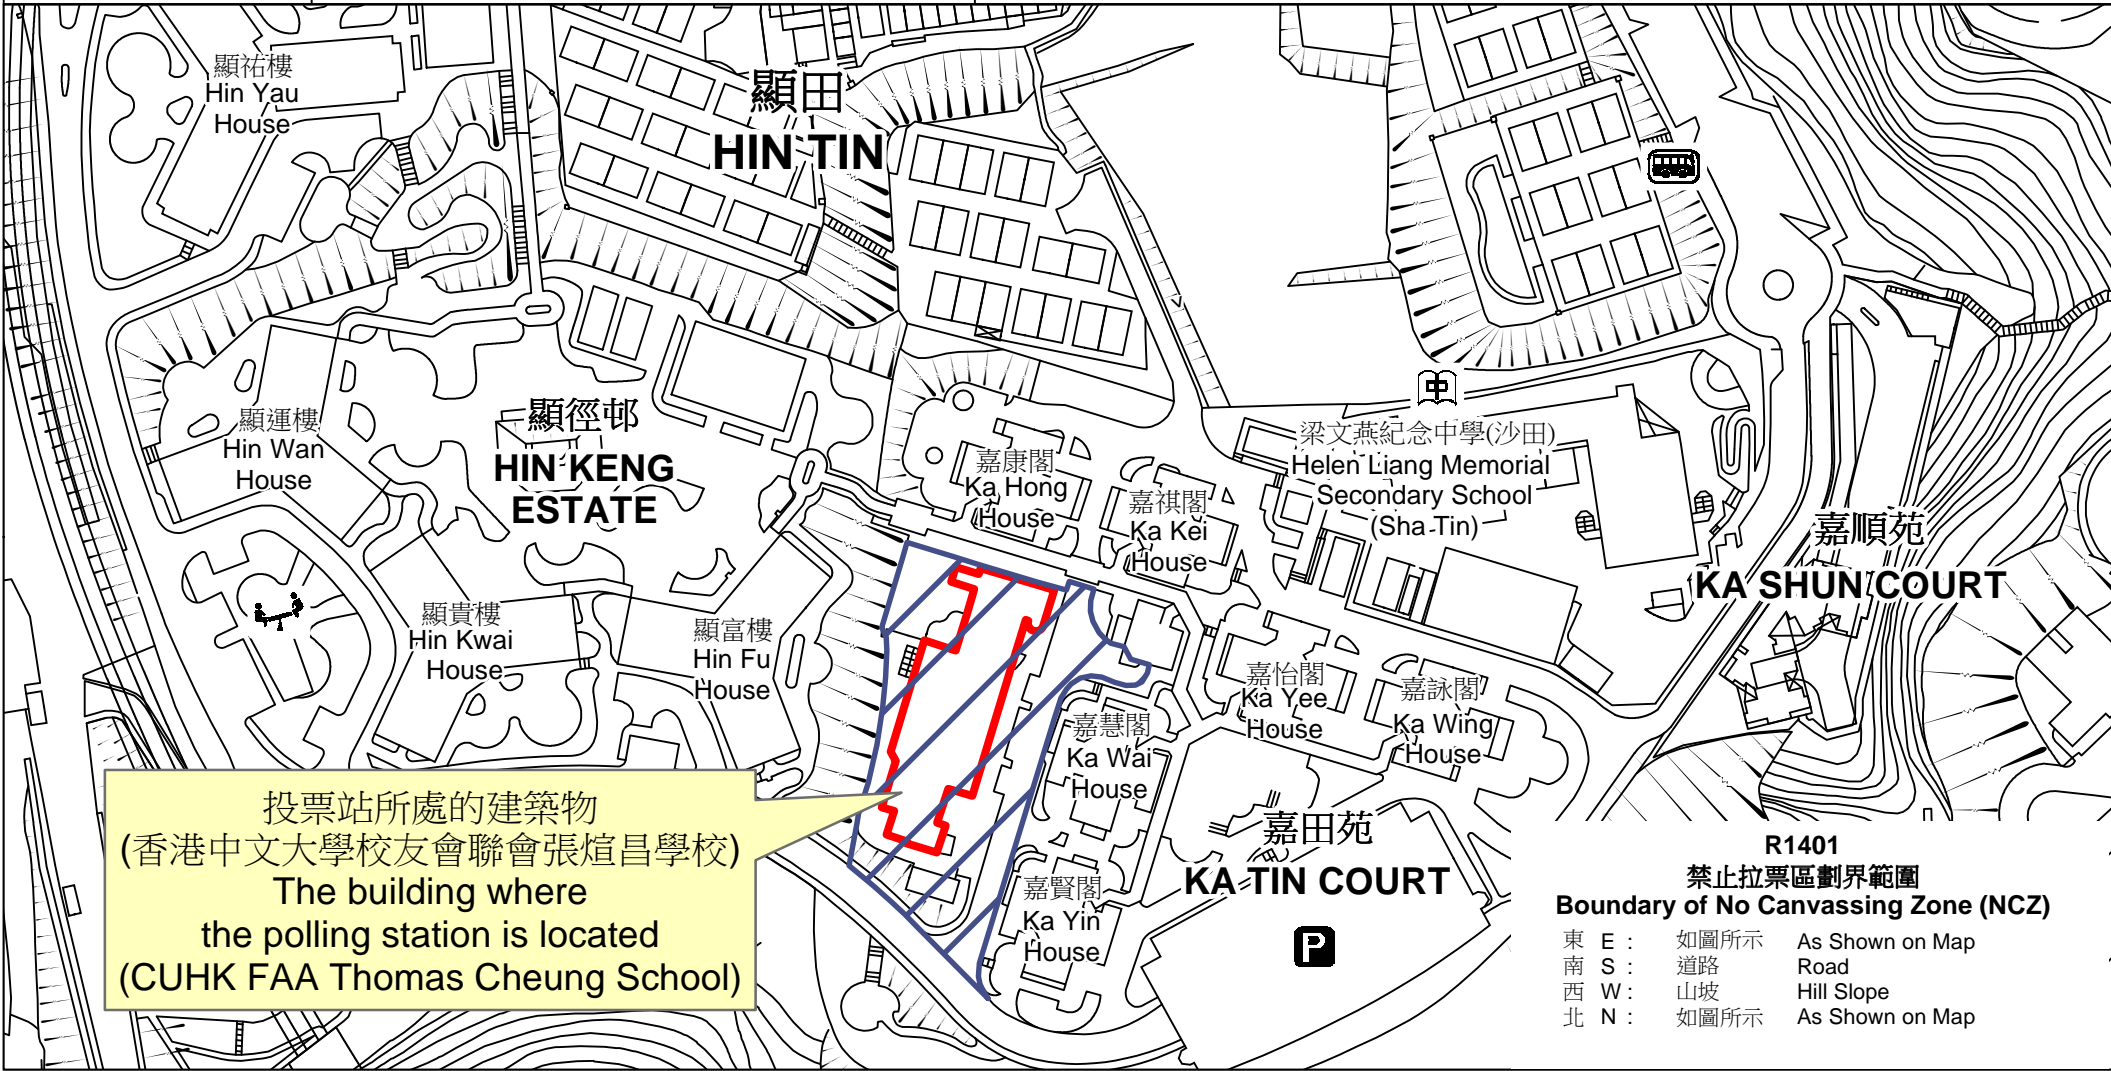 顯祐樓
Hin Yau
House
顯田
HIN TIN
顯運樓
Hin Wan
House
顯徑邨
HIN KENG
ESTATE
嘉康閣
Ka Hong
House
嘉祺閣
Ka Kei
House
中
梁文燕紀念中學(沙田)
Helen Liang Memorial
Secondary School
(Sha Tin)
嘉順苑
KA SHUN COURT
顯貴樓
Hin Kwai
House
顯富樓
Hin Fu
House
嘉怡閣
Ka Yee
House
嘉詠閣
Ka Wing
House
嘉慧閣
Ka Wai
House
嘉賢閣
Ka Yin
House
嘉田苑
KA TIN COURT
P
投票站所處的建築物
(香港中文大學校友會聯會張煊昌學校)
The building where
the polling station is located
(CUHK FAA Thomas Cheung School)
R1401
禁止拉票區劃界範圍
Boundary of No Canvassing Zone (NCZ)
東 E : 如圖所示 As Shown on Map
南 S : 道路 Road
西 W : 山坡 Hill Slope
北 N : 如圖所示 As Shown on Map